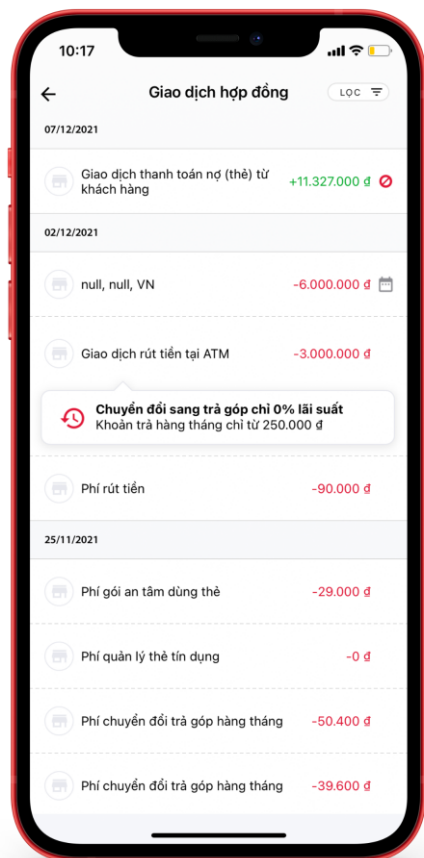 10:17
Giao dịch hợp đồng
LỌC
07/12/2021
Giao dịch thanh toán nợ (thẻ) từ
khách hàng
+11.327.000 ₫
02/12/2021
null, null, VN
-6.000.000 ₫
Giao dịch rút tiền tại ATM
-3.000.000 ₫
Chuyển đổi sang trả góp chỉ 0% lãi suất
Khoản trả hàng tháng chỉ từ 250.000 ₫
Phí rút tiền
-90.000 ₫
25/11/2021
Phí gói an tâm dùng thẻ
-29.000 ₫
Phí quản lý thẻ tín dụng
-0 ₫
Phí chuyển đổi trả góp hàng tháng
-50.400 ₫
Phí chuyển đổi trả góp hàng tháng
-39.600 ₫